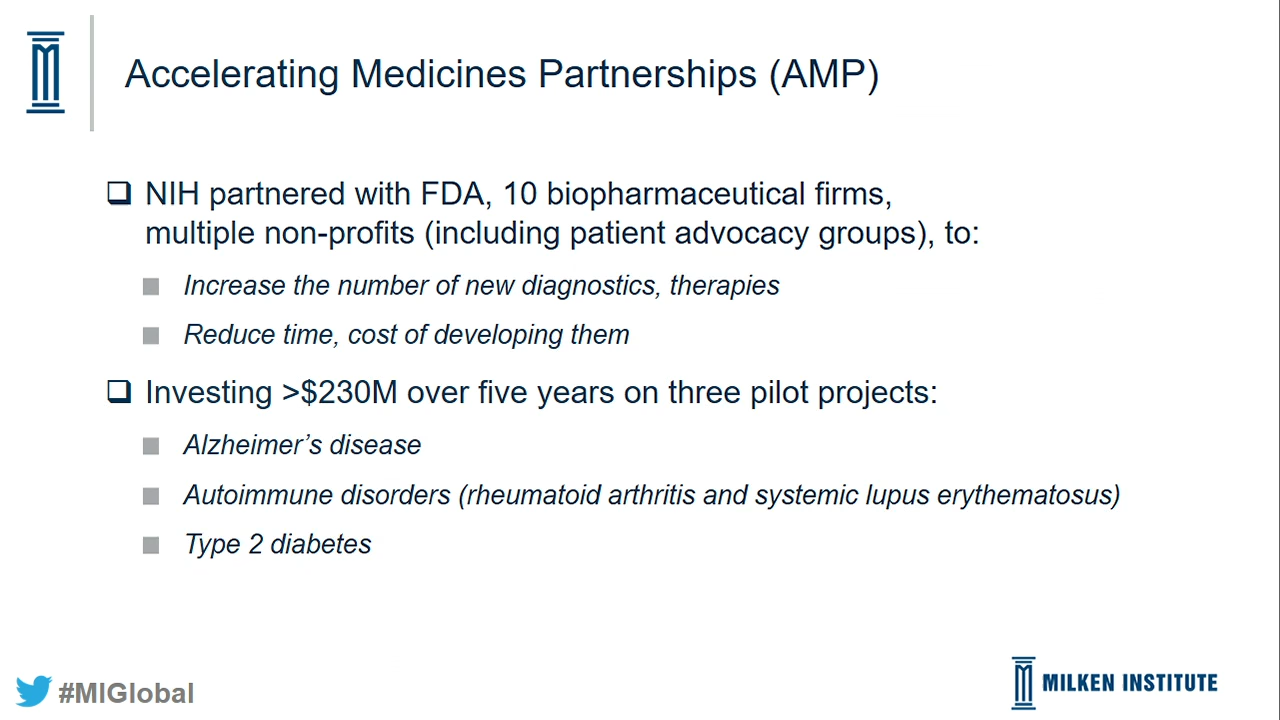 Accelerating Medicines Partnerships (AMP)
NIH partnered with FDA, 10 biopharmaceutical firms,
multiple non-profits (including patient advocacy groups), to:
Increase the number of new diagnostics, therapies
Reduce time, cost of developing them
Investing >$230M over five years on three pilot projects:
Alzheimer’s disease
Autoimmune disorders (rheumatoid arthritis and systemic lupus erythematosus)
Type 2 diabetes
#MIGlobal
MILKEN INSTITUTE